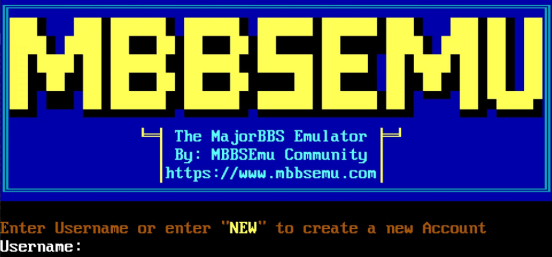 MBBSEMU
The MajorBBS Emulator
By: MBBSEmu Community
https://www.mbbsemu.com
Enter Username or enter "NEW" to create a new Account
Username: